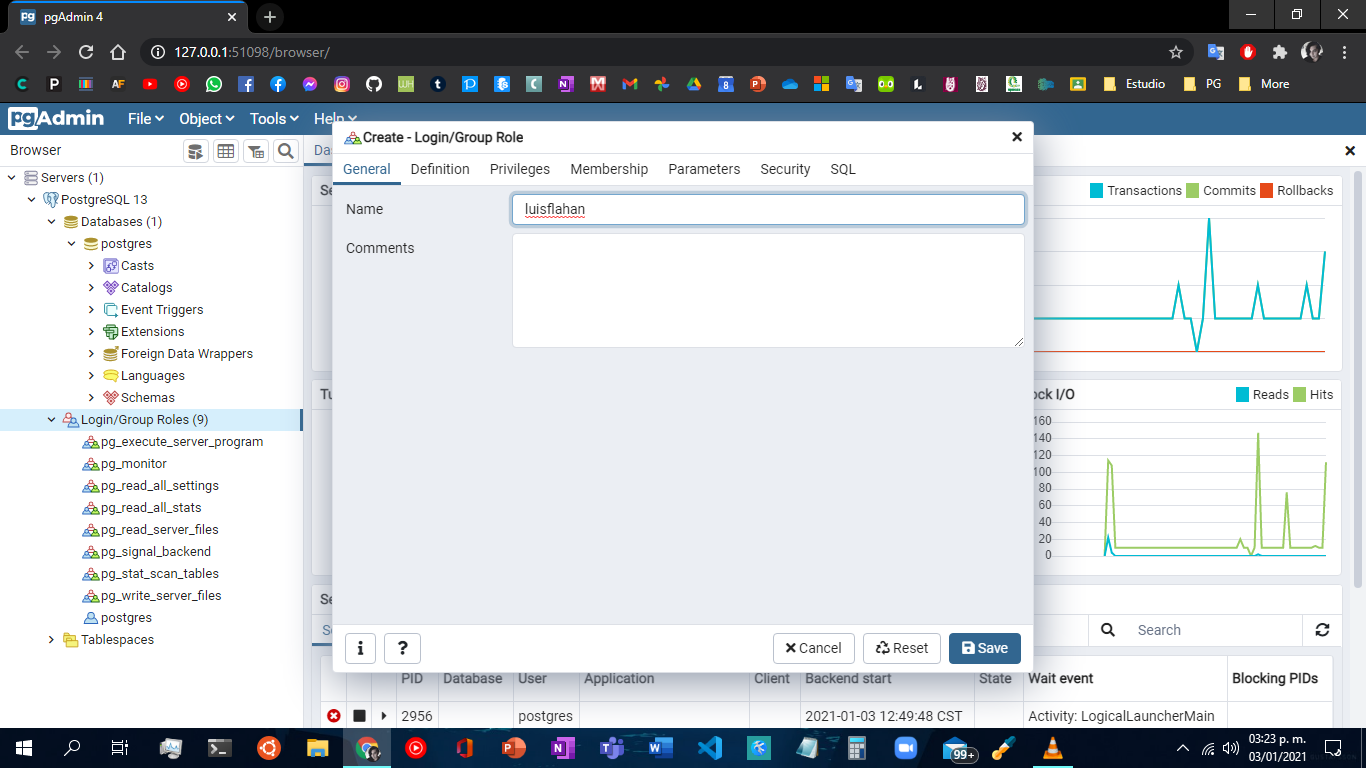 pgAdmin 4
127.0.0.1:51098/browser/
Estudio PG More
pgAdmin File Object Tools Help
Browser
Servers (1)
PostgreSQL 13
Databases (1)
postgres
Casts
Catalogs
Event Triggers
Extensions
Foreign Data Wrappers
Languages
Schemas
Login/Group Roles (9)
pg_execute_server_program
pg_monitor
pg_read_all_settings
pg_read_all_stats
pg_read_server_files
pg_signal_backend
pg_stat_scan_tables
pg_write_server_files
postgres
Tablespaces
Create - Login/Group Role
General Definition Privileges Membership Parameters Security SQL
Name luisflahan
Comments
Cancel Reset Save
Transactions Commits Rollbacks
ock I/O Reads Hits
160
140
120
100
80
60
40
20
0
Search
PID Database User Application Client Backend start State Wait event Blocking PIDs
2956 postgres 2021-01-03 12:49:48 CST Activity: LogicalLauncherMain
99+
03:23 p. m.
03/01/2021